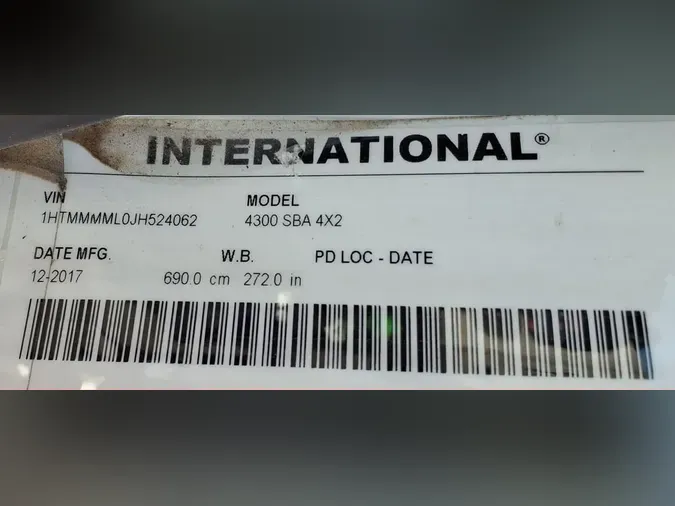 INTERNATIONAL®
VIN MODEL
1HTMMMML0JH524062 4300 SBA 4X2
DATE MFG. W.B. PD LOC - DATE
12-2017 690.0 cm 272.0 in